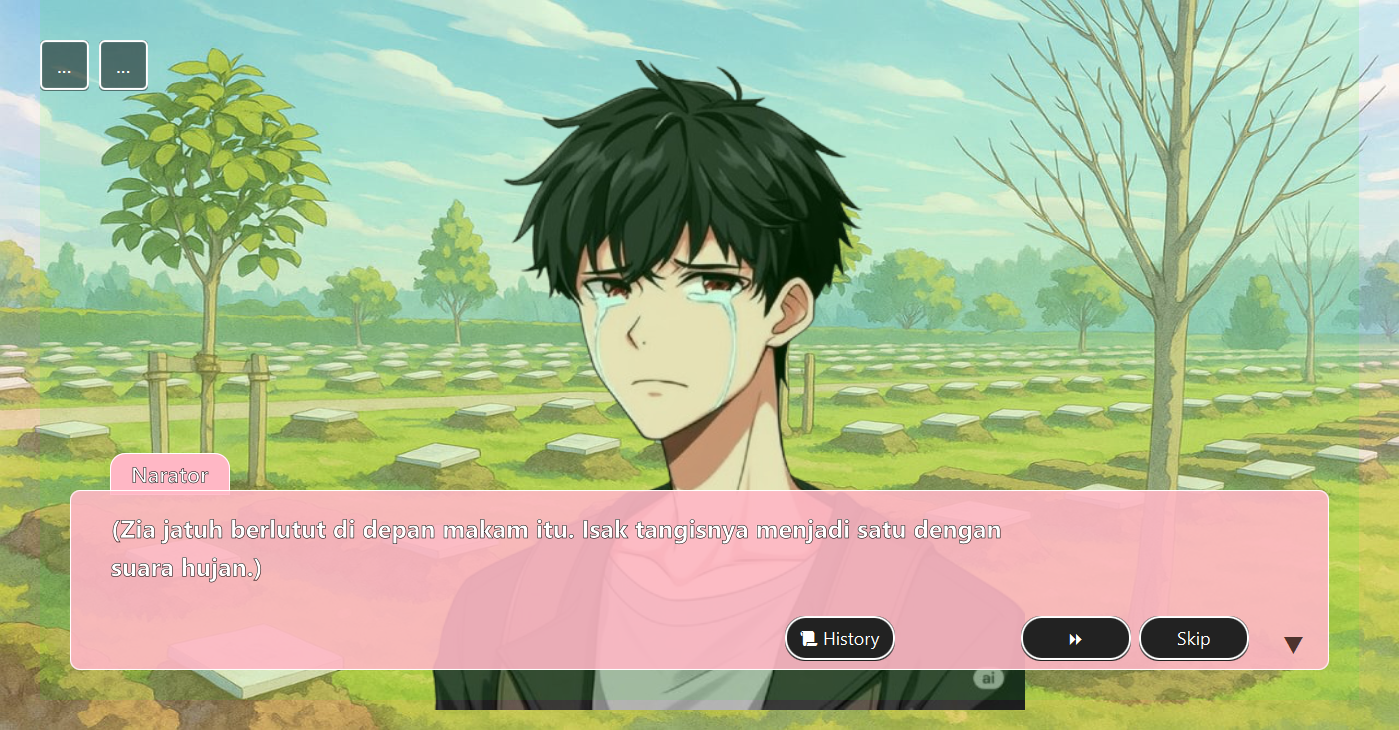 ...
...
Narator
(Zia jatuh berlutut di depan makam itu. Isak tangisnya menjadi satu dengan
suara hujan.)
History
Skip
ai